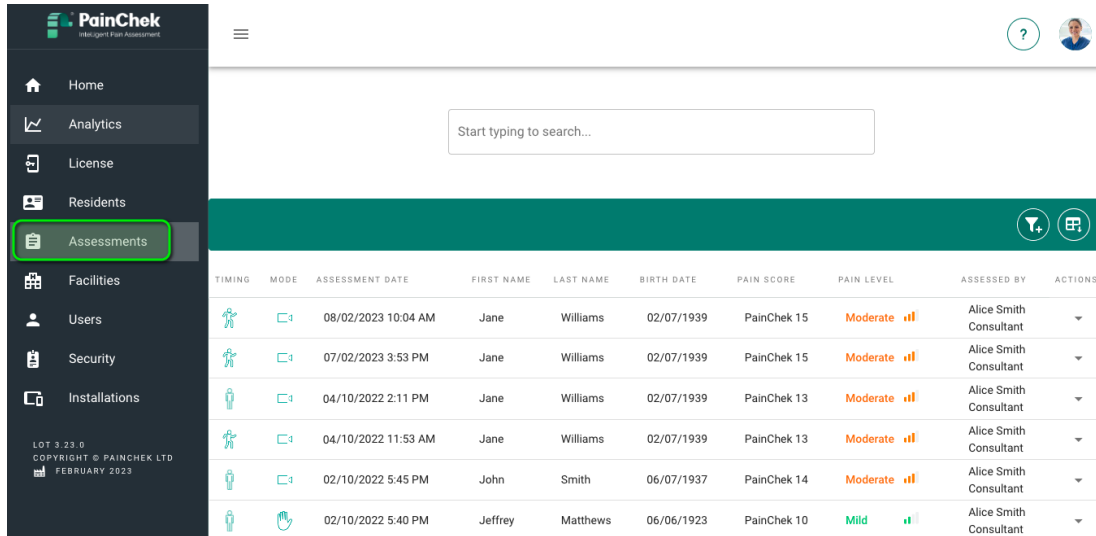 PainChek
Intelligent Pain Assessment
?
Home
Analytics
License
Residents
Assessments
Facilities
Users
Security
Installations
LOT 3.23.0
COPYRIGHT © PAINCHEK LTD
FEBRUARY 2023
Start typing to search...
TIMING MODE ASSESSMENT DATE FIRST NAME LAST NAME BIRTH DATE PAIN SCORE PAIN LEVEL ASSESSED BY ACTIONS
08/02/2023 10:04 AM Jane Williams 02/07/1939 PainChek 15 Moderate Alice Smith
Consultant
07/02/2023 3:53 PM Jane Williams 02/07/1939 PainChek 15 Moderate Alice Smith
Consultant
04/10/2022 2:11 PM Jane Williams 02/07/1939 PainChek 13 Moderate Alice Smith
Consultant
04/10/2022 11:53 AM Jane Williams 02/07/1939 PainChek 13 Moderate Alice Smith
Consultant
02/10/2022 5:45 PM John Smith 06/07/1937 PainChek 14 Moderate Alice Smith
Consultant
02/10/2022 5:40 PM Jeffrey Matthews 06/06/1923 PainChek 10 Mild Alice Smith
Consultant